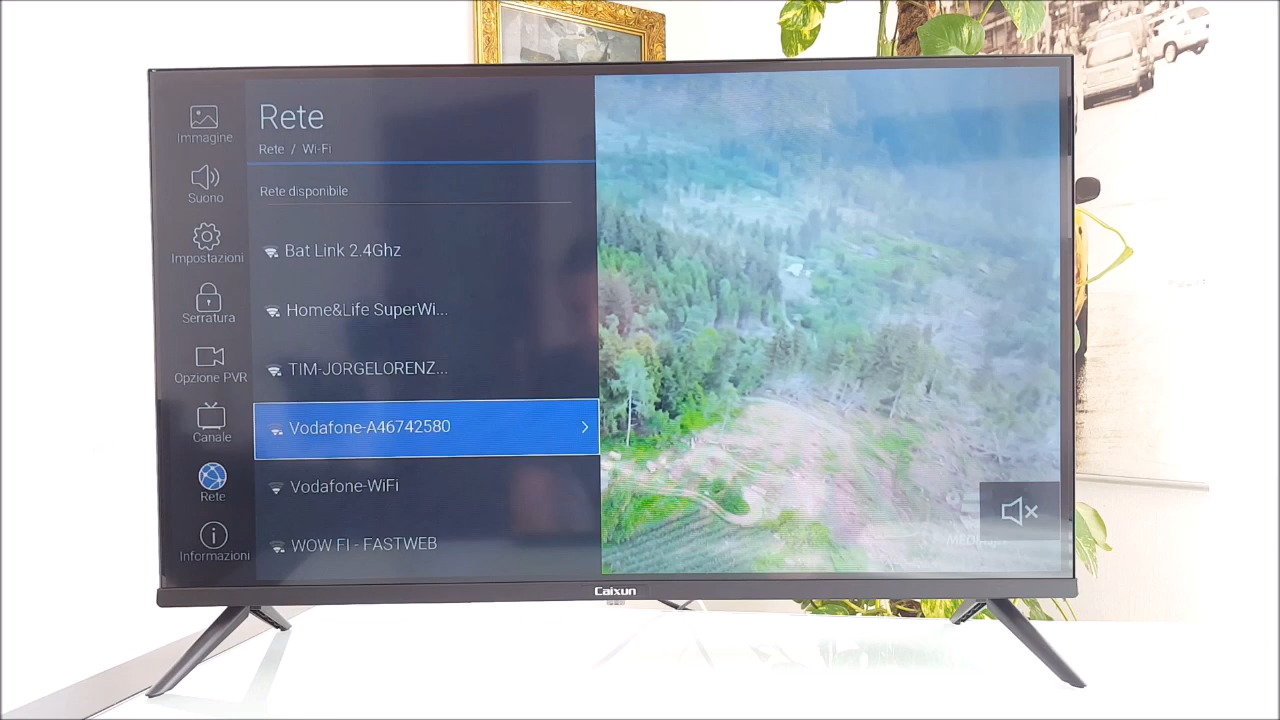 Immagine
Suono
Impostazioni
Serratura
Opzione PVR
Canale
Rete
Informazioni
Rete
Rete / Wi-Fi
Rete disponibile
Bat Link 2.4Ghz
Home&Life SuperWi...
TIM-JORGELORENZ...
Vodafone-A46742580
Vodafone-WiFi
WOW FI - FASTWEB
Caixun